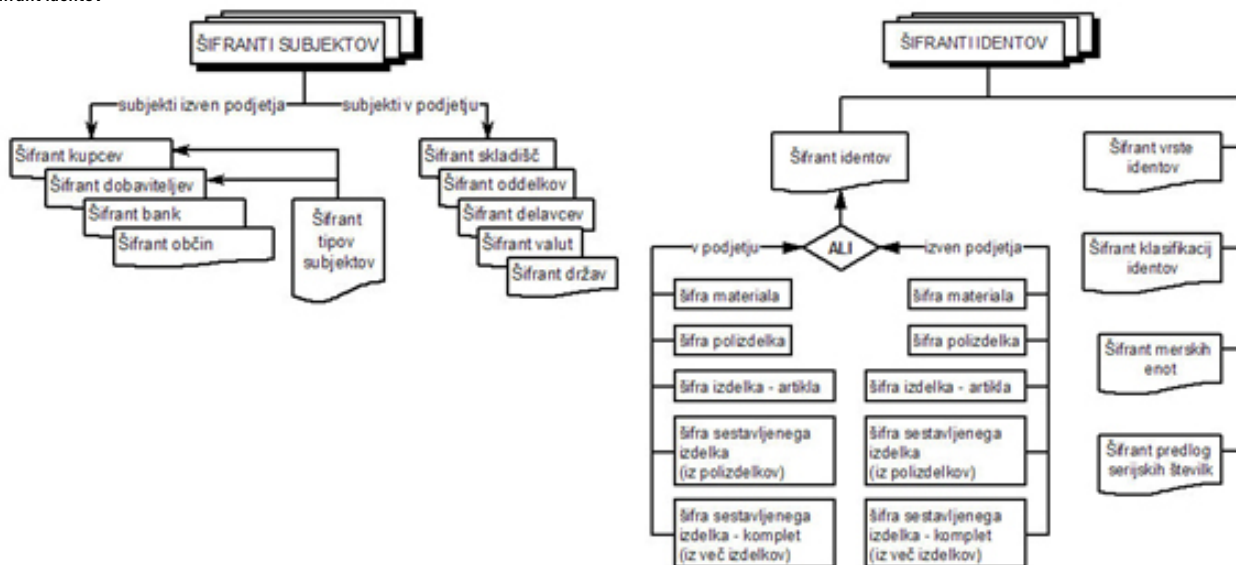 ŠIFRANTI SUBJEKTOV
subjekti izven podjetja
subjekti v podjetju
Šifrant kupcev
Šifrant dobaviteljev
Šifrant bank
Šifrant občin
Šifrant
tipov
subjektov
Šifrant skladišč
Šifrant oddelkov
Šifrant delavcev
Šifrant valut
Šifrant držav
ŠIFRANTI IDENTOV
Šifrant identov
v podjetju
ALI
izven podjetja
šifra materiala
šifra polizdelka
šifra izdelka - artikla
šifra sestavljenega
izdelka
(iz polizdelkov)
šifra sestavljenega
izdelka - komplet
(iz več izdelkov)
šifra materiala
šifra polizdelka
šifra izdelka - artikla
šifra sestavljenega
izdelka
(iz polizdelkov)
šifra sestavljenega
izdelka - komplet
(iz več izdelkov)
Šifrant vrste
identov
Šifrant klasifikacij
identov
Šifrant merskih
enot
Šifrant predlog
serijskih številk